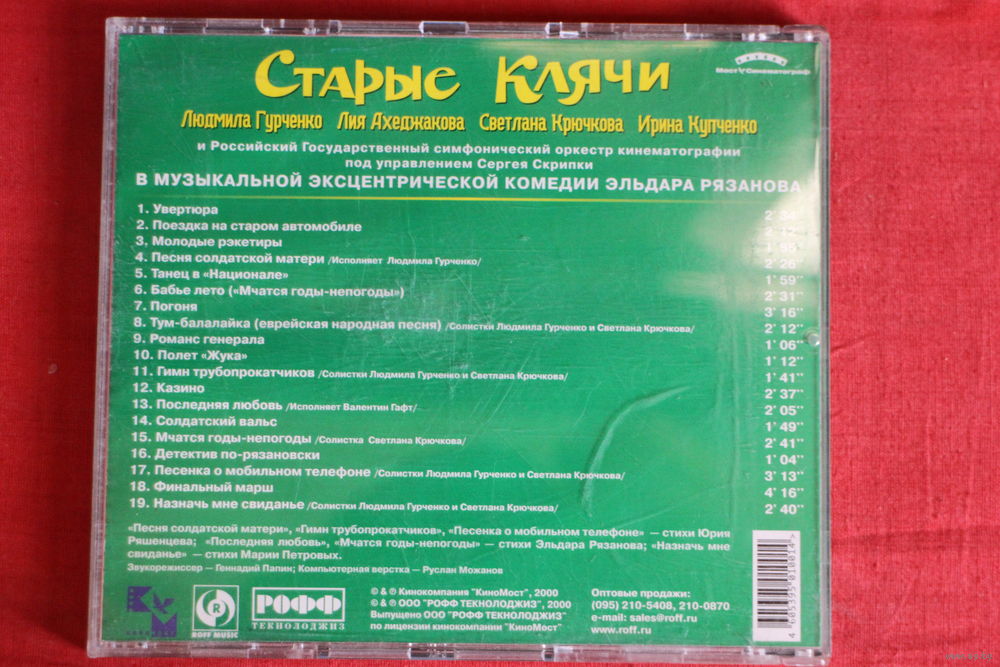 Старые Клячи
Мост Синематограф
Людмила Гурченко Лия Ахеджакова Светлана Крючкова Ирина Купченко
и Российский Государственный симфонический оркестр кинематографии
под управлением Сергея Скрипки
В МУЗЫКАЛЬНОЙ ЭКСЦЕНТРИЧЕСКОЙ КОМЕДИИ ЭЛЬДАРА РЯЗАНОВА
1. Увертюра
2. Поездка на старом автомобиле
3. Молодые рэкетиры
4. Песня солдатской матери /Исполняет Людмила Гурченко/ 2' 26''
5. Танец в «Национале» 1' 59''
6. Бабье лето («Мчатся годы-непогоды») 2' 31''
7. Погоня 3' 16''
8. Тум-балалайка (еврейская народная песня) /Солистки Людмила Гурченко и Светлана Крючкова/ 2' 12''
9. Романс генерала 1' 06''
10. Полет «Жука» 1' 12''
11. Гимн трубопрокатчиков /Солистки Людмила Гурченко и Светлана Крючкова/ 1' 41''
12. Казино 2' 37''
13. Последняя любовь /Исполняет Валентин Гафт/ 2' 05''
14. Солдатский вальс 1' 49''
15. Мчатся годы-непогоды /Солистка Светлана Крючкова/ 2' 41''
16. Детектив по-рязановски 1' 04''
17. Песенка о мобильном телефоне /Солистки Людмила Гурченко и Светлана Крючкова/ 3' 13''
18. Финальный марш 4' 16''
19. Назначь мне свиданье /Солистки Людмила Гурченко и Светлана Крючкова/ 2' 40''
«Песня солдатской матери», «Гимн трубопрокатчиков», «Песенка о мобильном телефоне» — стихи Юрия
Ряшенцева; «Последняя любовь», «Мчатся годы-непогоды» — стихи Эльдара Рязанова; «Назначь мне
свиданье» — стихи Марии Петровых.
Звукорежиссер – Геннадий Папин; Компьютерная верстка – Руслан Можанов
КИНОМОСТ
R
ROFF MUSIC
РОФФ
ТЕКНОЛОДЖИЗ
© & ℗ Кинокомпания "КиноМост", 2000
© & ℗ ООО "РОФФ ТЕКНОЛОДЖИЗ", 2000
Выпущено ООО "РОФФ ТЕКНОЛОДЖИЗ"
по лицензии кинокомпании "КиноМост"
Оптовые продажи:
(095) 210-5408, 210-0870
e-mail: sales@roff.ru
www.roff.ru
4 605335 010014 >